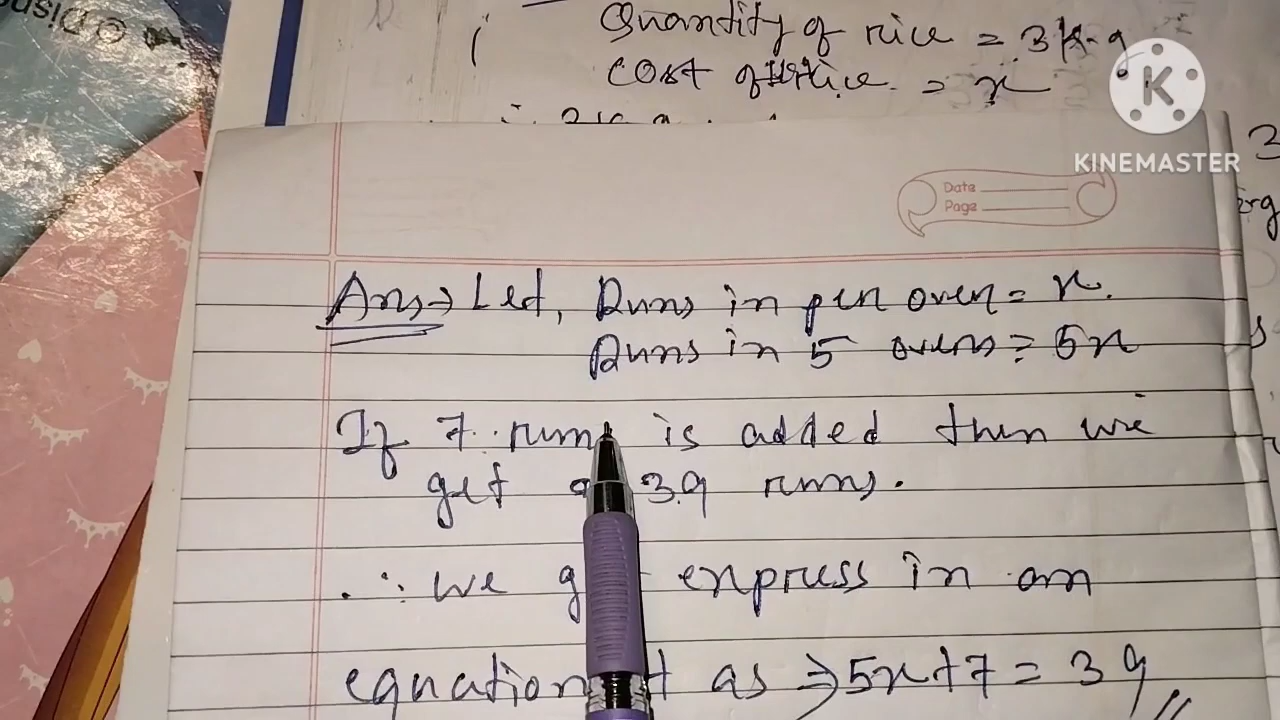 © Disn
Quantity of rice = 3 k.g
Cost of rice = x
KINEMASTER
Date
Page
Ans→ Let, Runs in per over = x.
Runs in 5 overs = 5x
If 7 runs is added then we
get 39 runs.
∴ we express in an
equation as ⇒ 5x+7 = 39